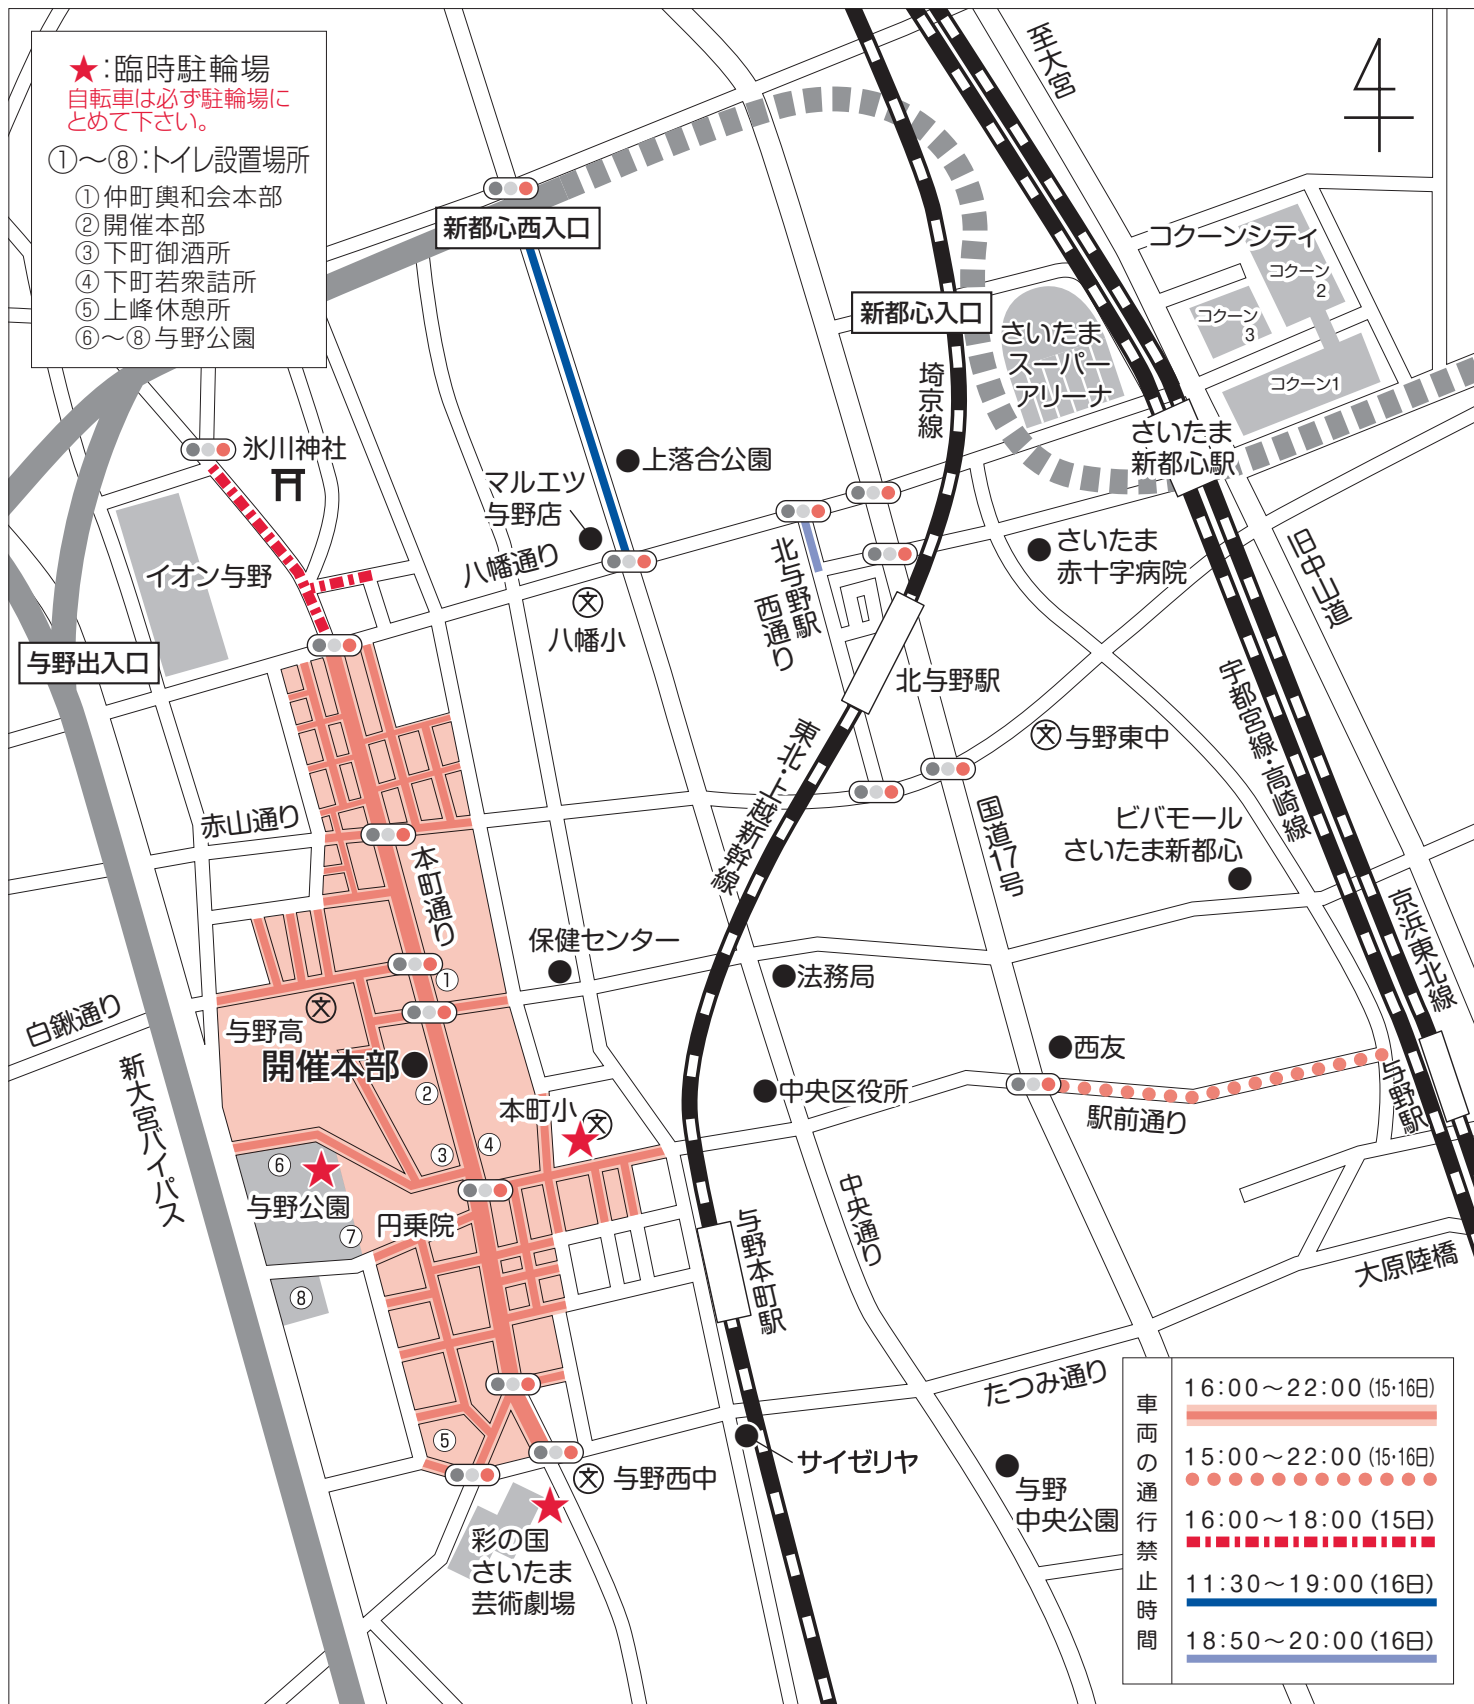 ★:臨時駐輪場
自転車は必ず駐輪場に
とめて下さい。
①〜⑧:トイレ設置場所
①仲町輿和会本部
②開催本部
③下町御酒所
④下町若衆詰所
⑤上峰休憩所
⑥〜⑧与野公園
至大宮
新都心西入口
新都心入口
コクーンシティ
コクーン
2
コクーン
3
コクーン1
さいたま
スーパー
アリーナ
埼京線
さいたま
新都心駅
氷川神社
上落合公園
マルエツ
与野店
八幡通り
イオン与野
文
八幡小
北与野駅
西通り
さいたま
赤十字病院
旧中山道
与野出入口
北与野駅
文
与野東中
宇都宮線・高崎線
東北・上越新幹線
赤山通り
本町通り
国道17号
ビバモール
さいたま新都心
京浜東北線
保健センター
法務局
①
文
与野高
白鍬通り
開催本部
②
西友
新大宮バイパス
中央区役所
駅前通り
与野駅
本町小
文
③
④
⑥
与野公園
⑦
円乗院
中央通り
与野本町駅
⑧
大原陸橋
たつみ通り
⑤
文
与野西中
サイゼリヤ
与野
中央公園
彩の国
さいたま
芸術劇場
車両の通行禁止時間
16:00〜22:00(15・16日)
15:00〜22:00(15・16日)
16:00〜18:00(15日)
11:30〜19:00(16日)
18:50〜20:00(16日)